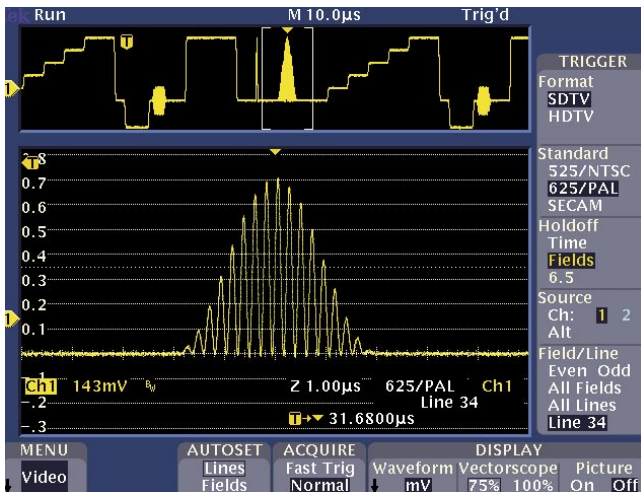 Tek Run M 10.0µs Trig'd
T
1
TRIGGER
Format
SDTV
HDTV
Standard
525/NTSC
625/PAL
SECAM
Holdoff
Time
Fields
6.5
Source
Ch: 1 2
Alt
Field/Line
Even Odd
All Fields
All Lines
Line 34
T
0.7
0.6
0.5
0.4
0.3
0.2
1
0.1
Ch1 143mV BW Z 1.00µs 625/PAL Ch1
Line 34
-.2
T→▼ 31.6800µs
-.3
MENU AUTOSET ACQUIRE DISPLAY
Video Lines Fast Trig Waveform Vectorscope Picture
Fields Normal mV 75% 100% On Off